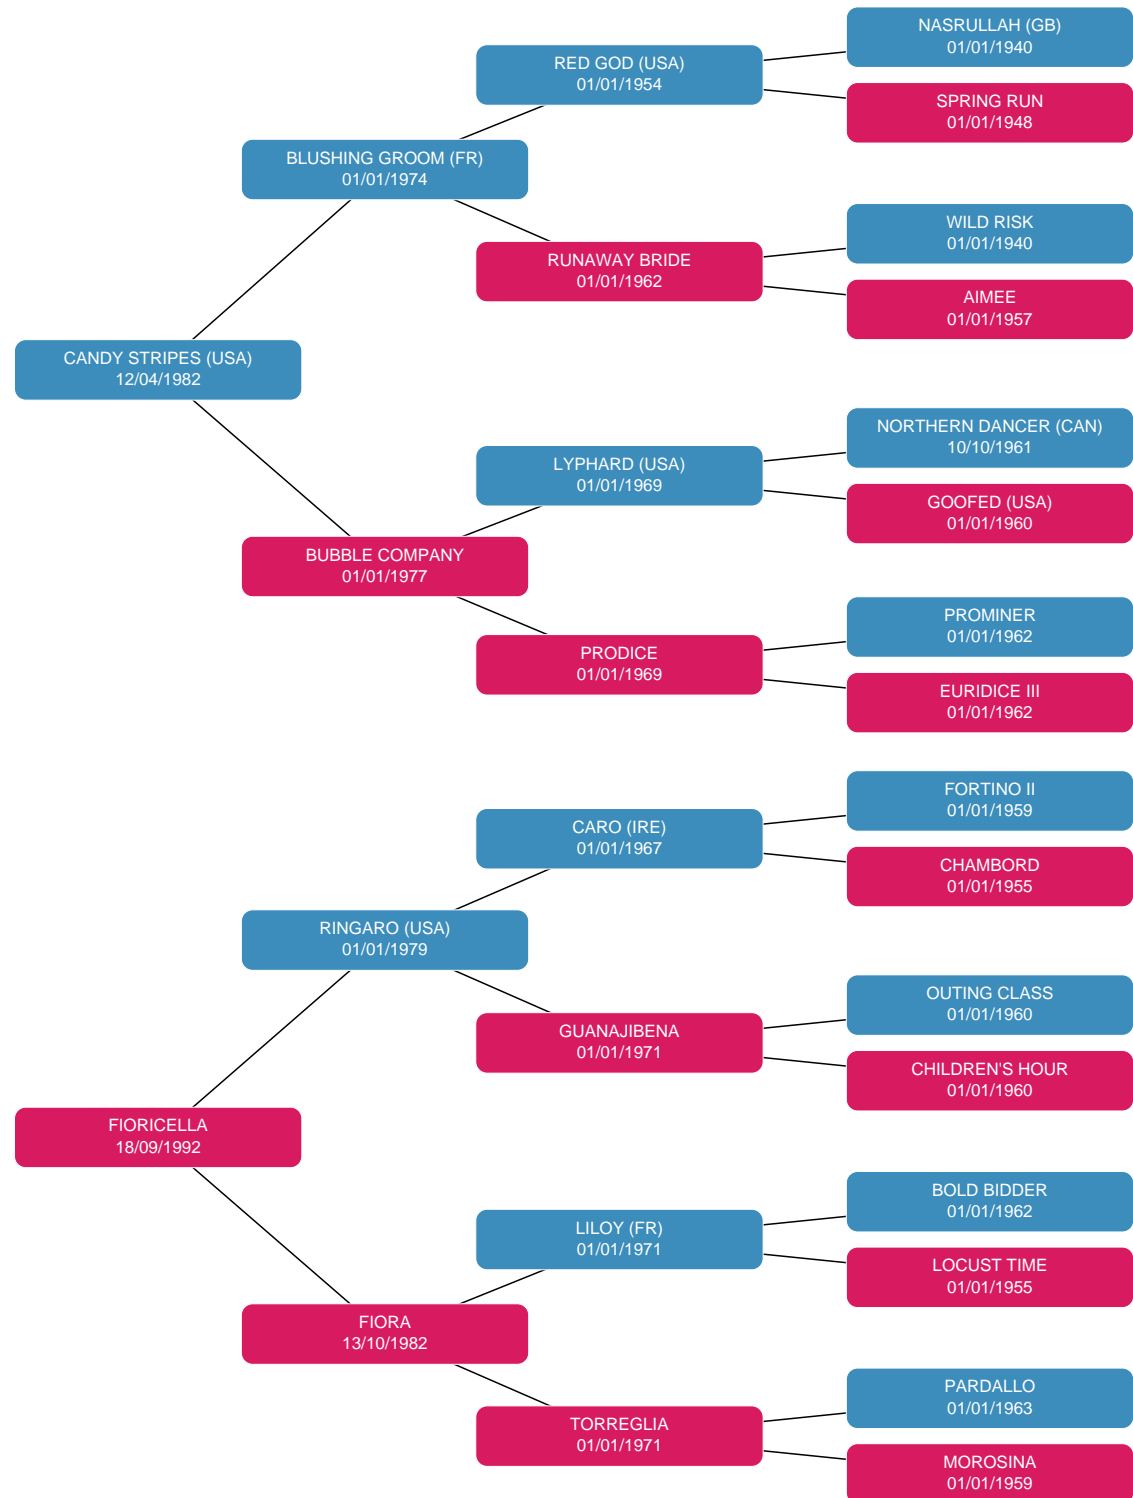 NASRULLAH (GB)
01/01/1940
RED GOD (USA)
01/01/1954
SPRING RUN
01/01/1948
BLUSHING GROOM (FR)
01/01/1974
WILD RISK
01/01/1940
RUNAWAY BRIDE
01/01/1962
AIMEE
01/01/1957
CANDY STRIPES (USA)
12/04/1982
NORTHERN DANCER (CAN)
10/10/1961
LYPHARD (USA)
01/01/1969
GOOFED (USA)
01/01/1960
BUBBLE COMPANY
01/01/1977
PROMINER
01/01/1962
PRODICE
01/01/1969
EURIDICE III
01/01/1962
FORTINO II
01/01/1959
CARO (IRE)
01/01/1967
CHAMBORD
01/01/1955
RINGARO (USA)
01/01/1979
OUTING CLASS
01/01/1960
GUANAJIBENA
01/01/1971
CHILDREN'S HOUR
01/01/1960
FIORICELLA
18/09/1992
BOLD BIDDER
01/01/1962
LILOY (FR)
01/01/1971
LOCUST TIME
01/01/1955
FIORA
13/10/1982
PARDALLO
01/01/1963
TORREGLIA
01/01/1971
MOROSINA
01/01/1959